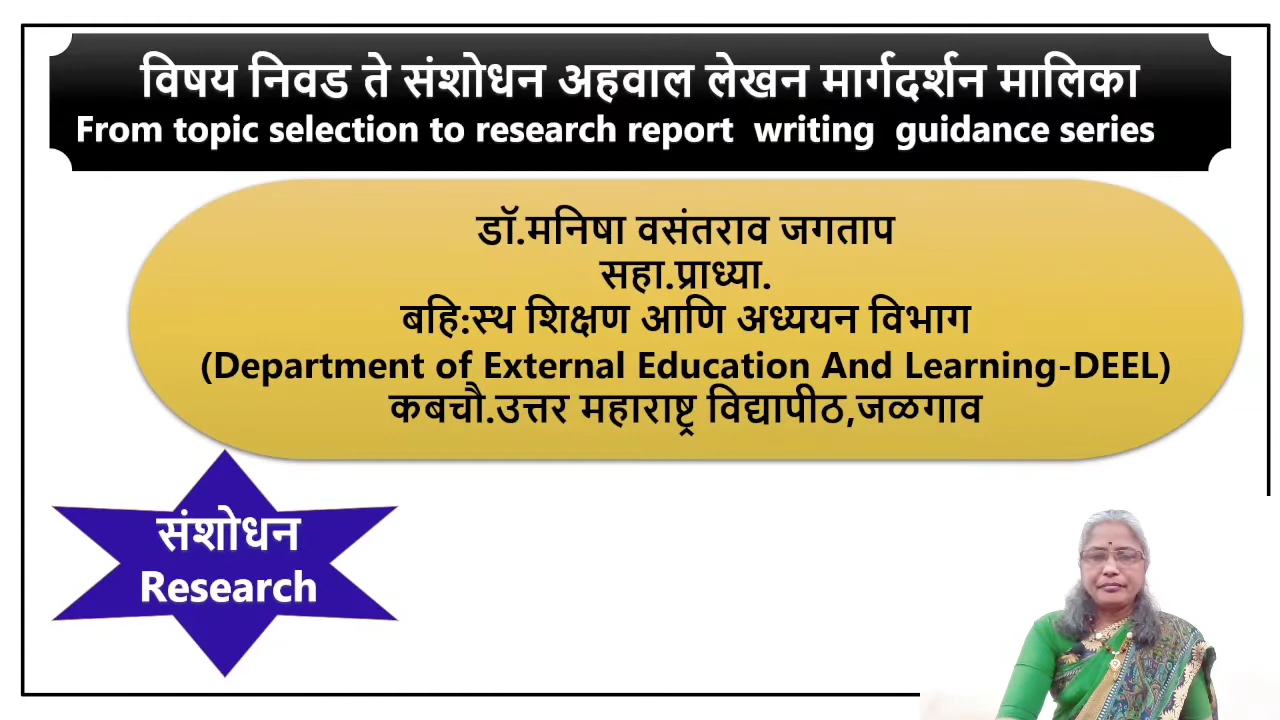 विषय निवड ते संशोधन अहवाल लेखन मार्गदर्शन मालिका
From topic selection to research report writing guidance series
डॉ.मनिषा वसंतराव जगताप
सहा.प्राध्या.
बहि:स्थ शिक्षण आणि अध्ययन विभाग
(Department of External Education And Learning-DEEL)
कबचौ.उत्तर महाराष्ट्र विद्यापीठ,जळगाव
संशोधन
Research